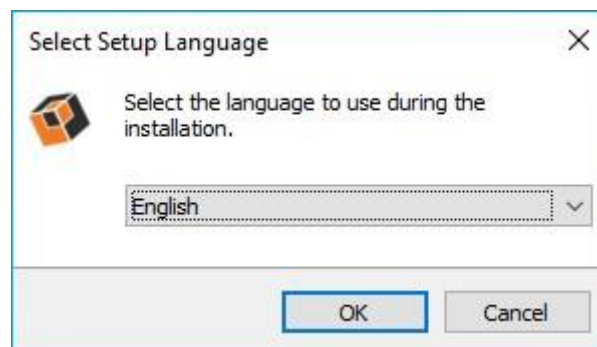 Select Setup Language
Select the language to use during the
installation.
English
OK
Cancel